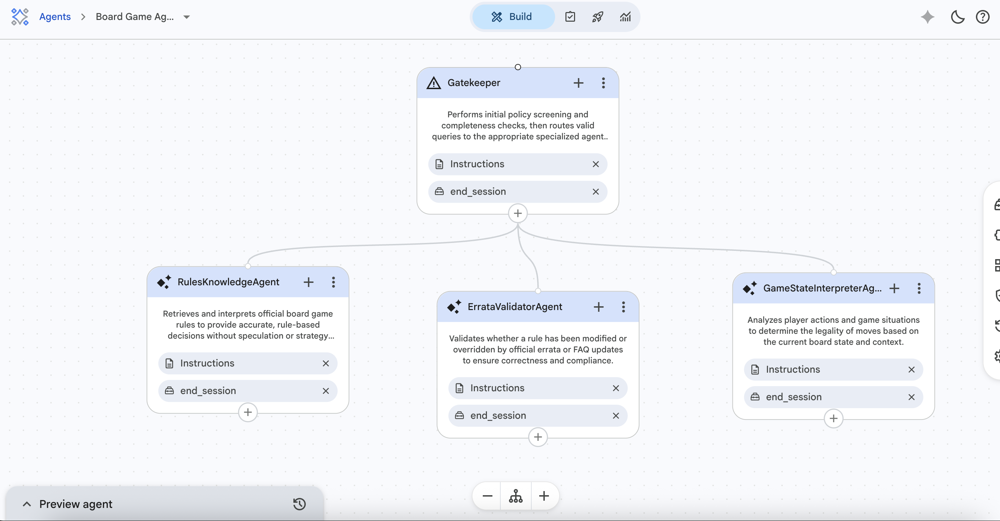 Agents
Board Game Ag...
Build
Gatekeeper
Performs initial policy screening and
completeness checks, then routes valid
queries to the appropriate specialized agent..
Instructions
end_session
RulesKnowledgeAgent
Retrieves and interprets official board game
rules to provide accurate, rule-based
decisions without speculation or strategy...
Instructions
end_session
ErrataValidatorAgent
Validates whether a rule has been modified or
overridden by official errata or FAQ updates
to ensure correctness and compliance.
Instructions
end_session
GameStateInterpreterAg...
Analyzes player actions and game situations
to determine the legality of moves based on
the current board state and context.
Instructions
end_session
Preview agent